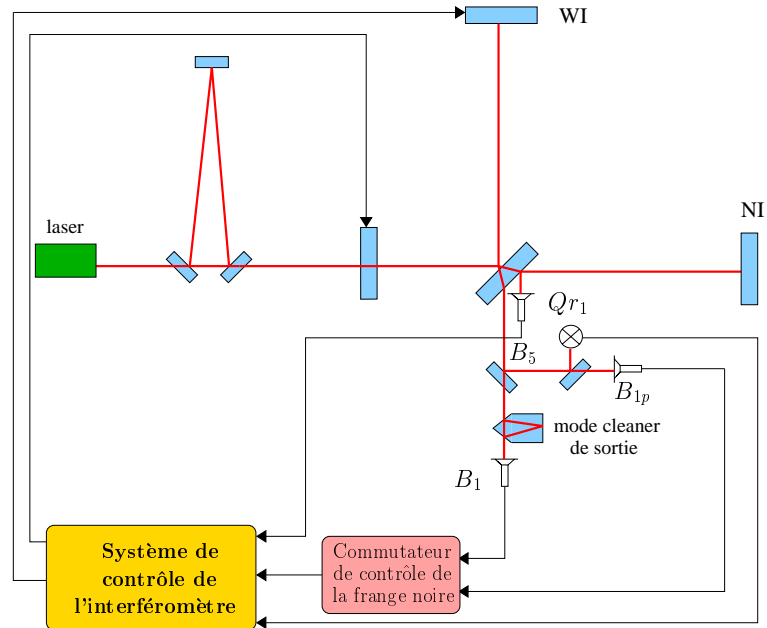 WI
laser
NI
Qr₁
B₅
B₁ₚ
mode cleaner
de sortie
B₁
Système de
contrôle de
l'interféromètre
Commutateur
de contrôle de
la frange noire